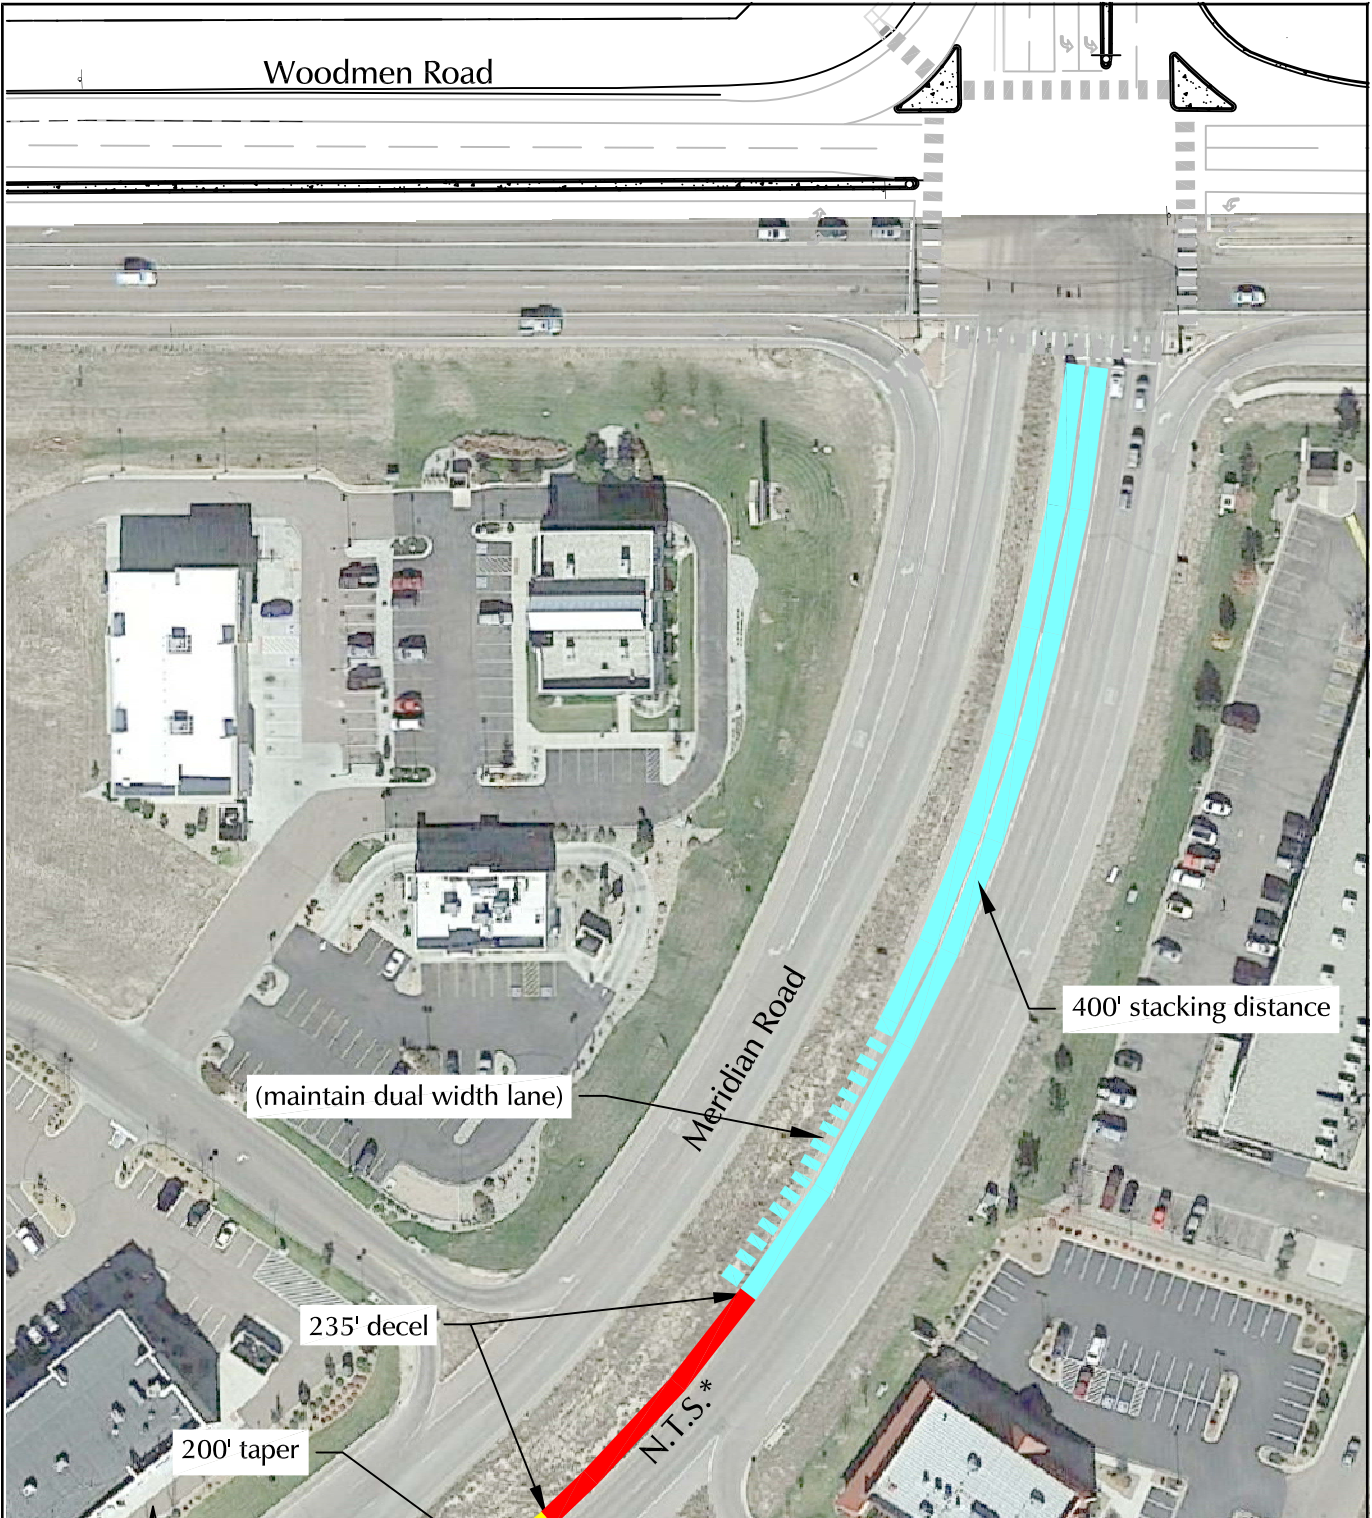 Woodmen Road
400' stacking distance
Meridian Road
(maintain dual width lane)
235' decel
N.T.S.*
200' taper